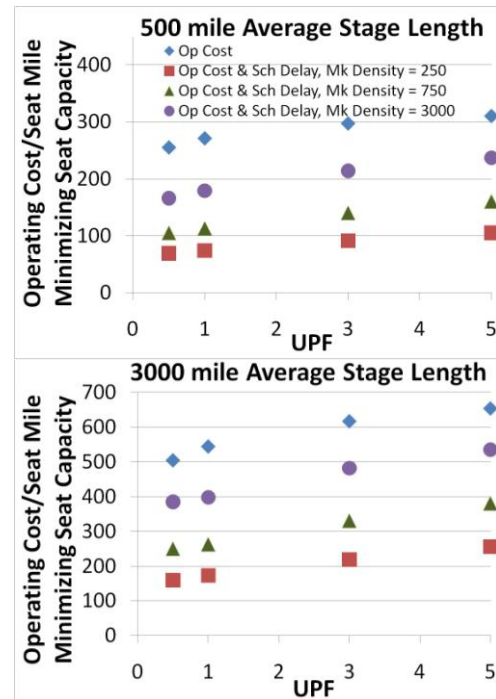 500 mile Average Stage Length
Operating Cost/Seat Mile
Minimizing Seat Capacity
400
300
200
100
0
Op Cost
Op Cost & Sch Delay, Mk Density = 250
Op Cost & Sch Delay, Mk Density = 750
Op Cost & Sch Delay, Mk Density = 3000
0 1 2 3 4 5
UPF
3000 mile Average Stage Length
Operating Cost/Seat Mile
Minimizing Seat Capacity
700
600
500
400
300
200
100
0
0 1 2 3 4 5
UPF